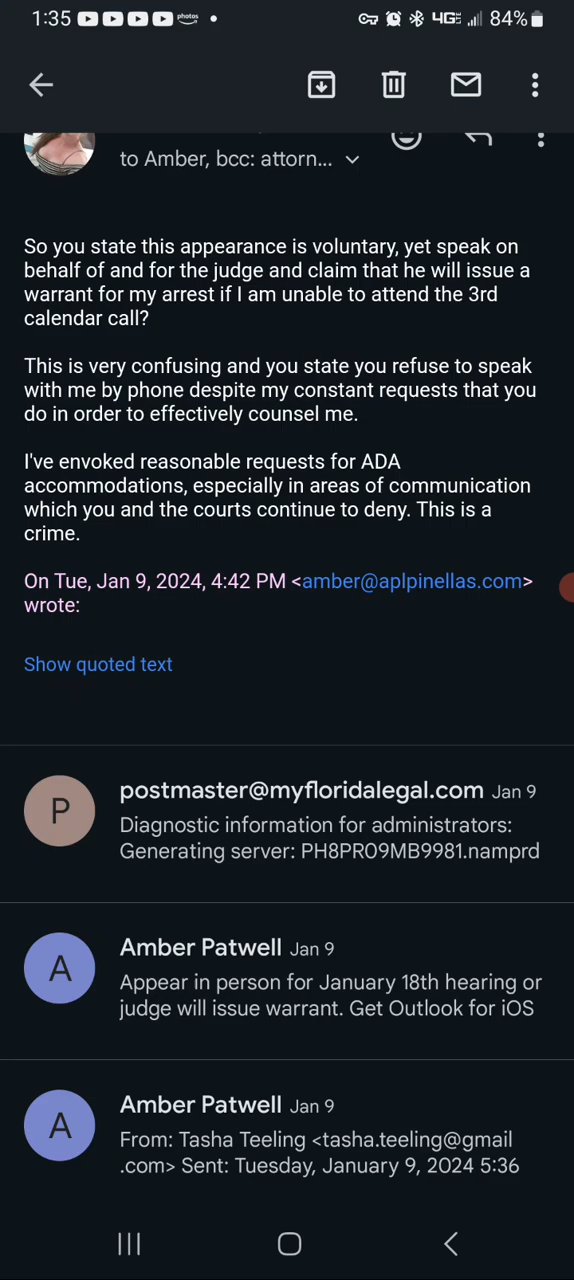 1:35 photos 4GE 84%
to Amber, bcc: attorn...
So you state this appearance is voluntary, yet speak on
behalf of and for the judge and claim that he will issue a
warrant for my arrest if I am unable to attend the 3rd
calendar call?
This is very confusing and you state you refuse to speak
with me by phone despite my constant requests that you
do in order to effectively counsel me.
I've envoked reasonable requests for ADA
accommodations, especially in areas of communication
which you and the courts continue to deny. This is a
crime.
On Tue, Jan 9, 2024, 4:42 PM <amber@aplpinellas.com>
wrote:
Show quoted text
P
postmaster@myfloridalegal.com Jan 9
Diagnostic information for administrators:
Generating server: PH8PR09MB9981.namprd
A
Amber Patwell Jan 9
Appear in person for January 18th hearing or
judge will issue warrant. Get Outlook for iOS
A
Amber Patwell Jan 9
From: Tasha Teeling <tasha.teeling@gmail
.com> Sent: Tuesday, January 9, 2024 5:36